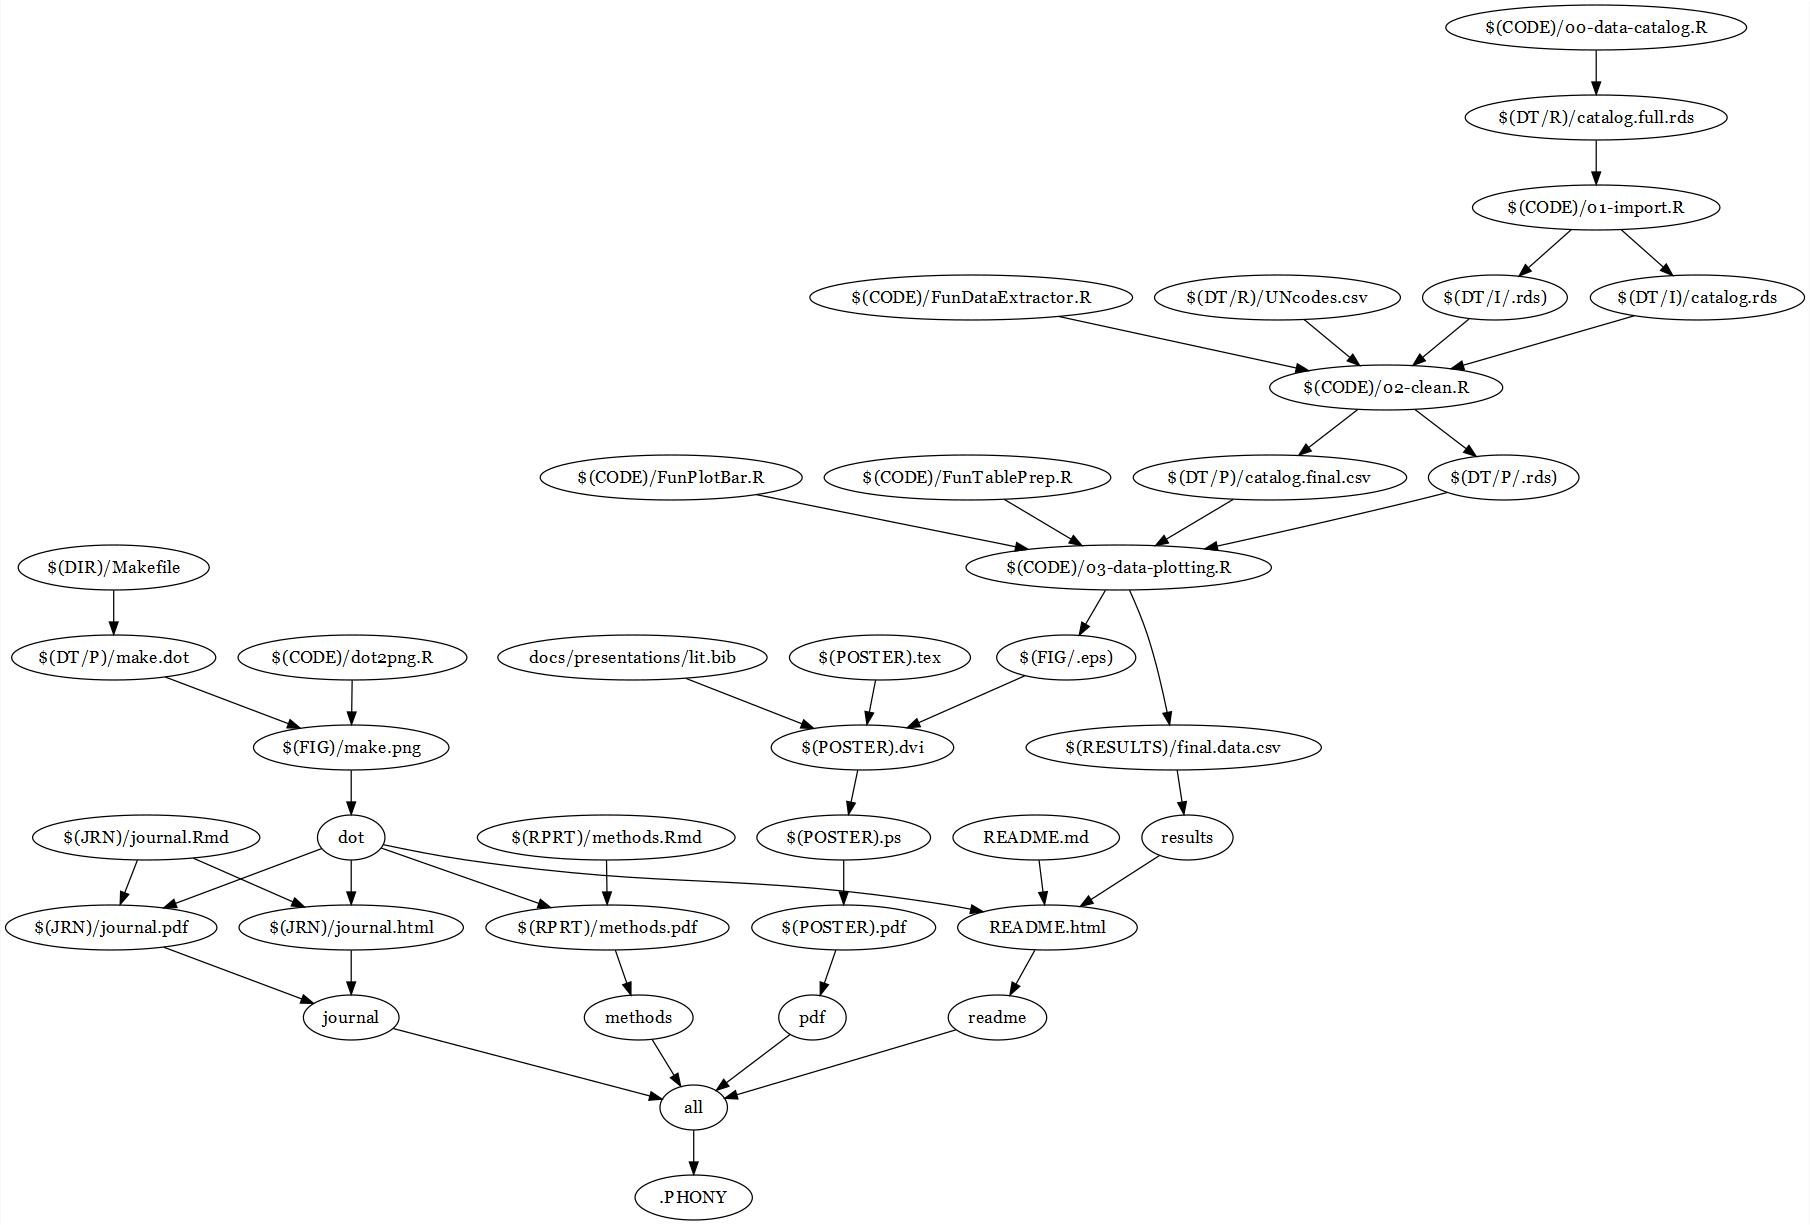 $(CODE)/00-data-catalog.R
$(DT/R)/catalog.full.rds
$(CODE)/01-import.R
$(CODE)/FunDataExtractor.R
$(DT/R)/UNcodes.csv
$(DT/I/.rds)
$(DT/I)/catalog.rds
$(CODE)/02-clean.R
$(CODE)/FunPlotBar.R
$(CODE)/FunTablePrep.R
$(DT/P)/catalog.final.csv
$(DT/P/.rds)
$(DIR)/Makefile
$(CODE)/03-data-plotting.R
$(DT/P)/make.dot
$(CODE)/dot2png.R
docs/presentations/lit.bib
$(POSTER).tex
$(FIG/.eps)
$(FIG)/make.png
$(POSTER).dvi
$(RESULTS)/final.data.csv
$(JRN)/journal.Rmd
dot
$(RPRT)/methods.Rmd
$(POSTER).ps
README.md
results
$(JRN)/journal.pdf
$(JRN)/journal.html
$(RPRT)/methods.pdf
$(POSTER).pdf
README.html
journal
methods
pdf
readme
all
.PHONY